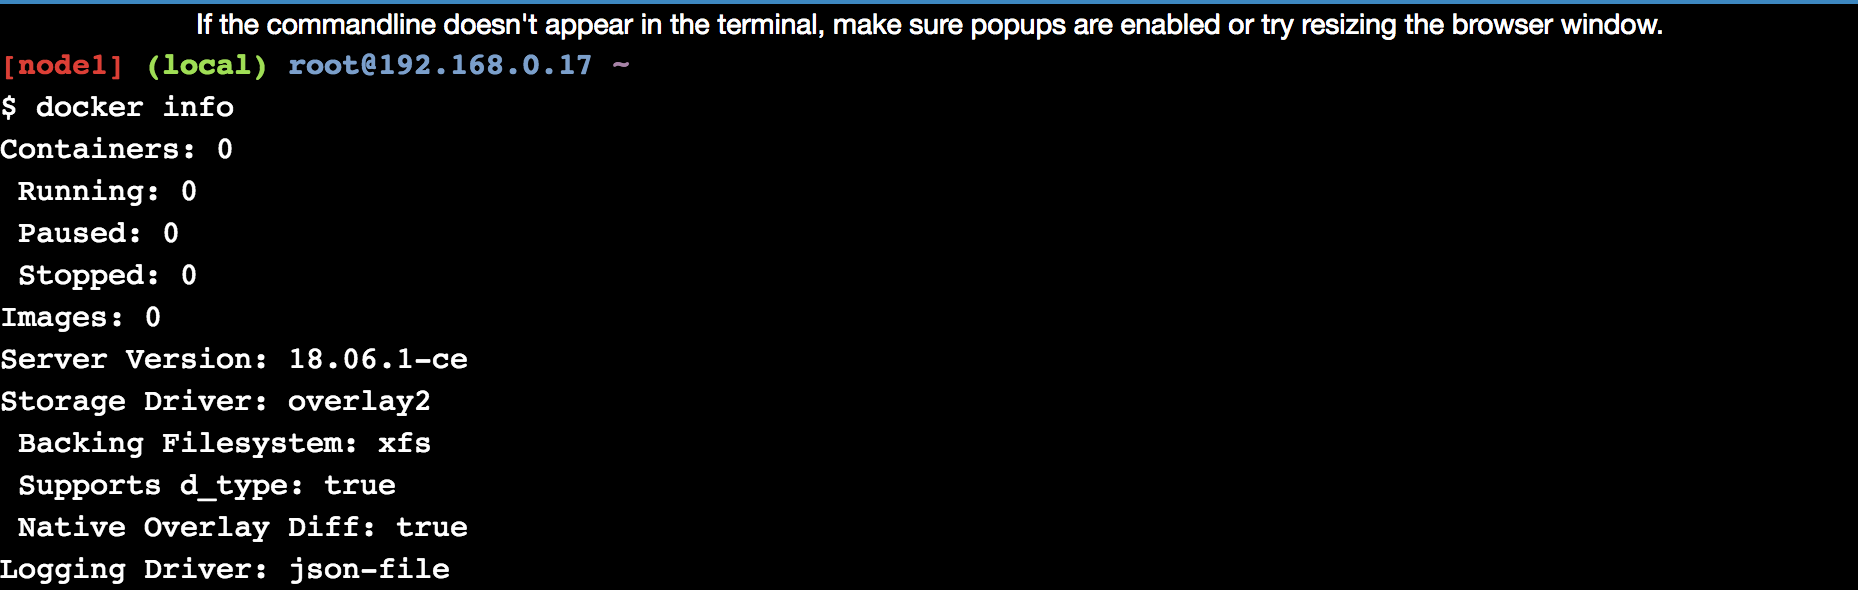 If the commandline doesn't appear in the terminal, make sure popups are enabled or try resizing the browser window.
[node1] (local) root@192.168.0.17 ~
$ docker info
Containers: 0
 Running: 0
 Paused: 0
 Stopped: 0
Images: 0
Server Version: 18.06.1-ce
Storage Driver: overlay2
 Backing Filesystem: xfs
 Supports d_type: true
 Native Overlay Diff: true
Logging Driver: json-file